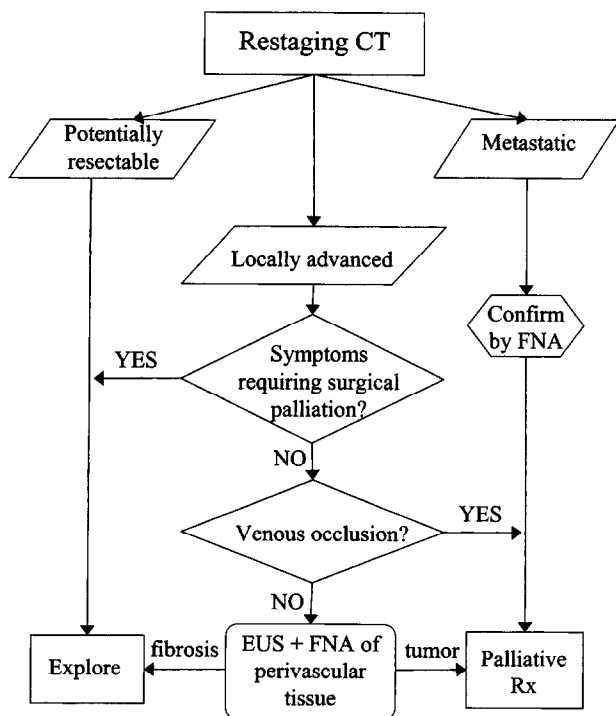 Restaging CT
Potentially
resectable
Metastatic
Locally advanced
Confirm
by FNA
YES
Symptoms
requiring surgical
palliation?
NO
Venous occlusion?
YES
NO
Explore
fibrosis
EUS + FNA of
perivascular
tissue
tumor
Palliative
Rx